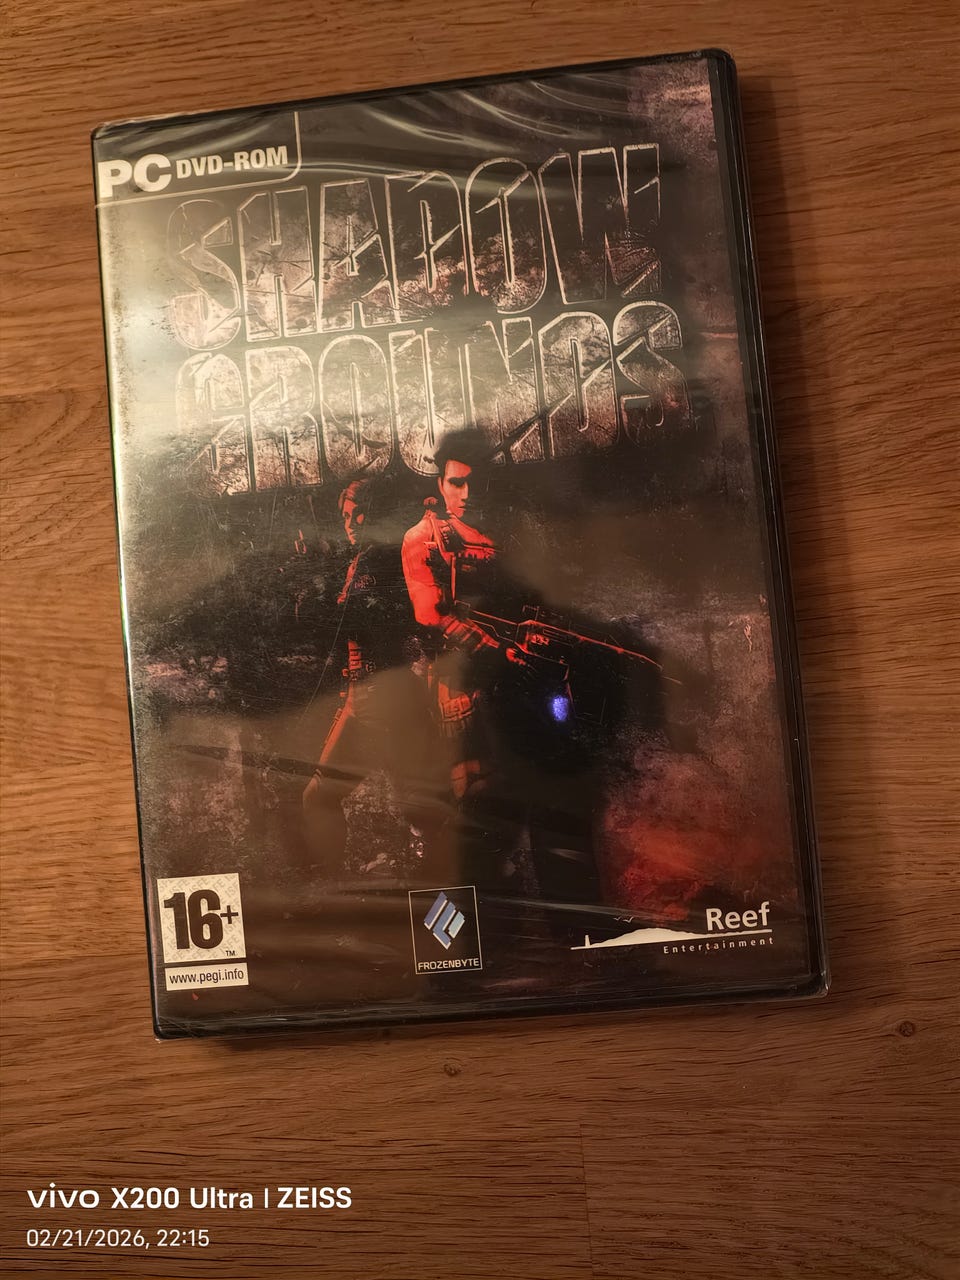 PC DVD-ROM
SHADOW
GROUNDS
16+
TM
www.pegi.info
FROZENBYTE
Reef
Entertainment
vivo X200 Ultra | ZEISS
02/21/2026, 22:15